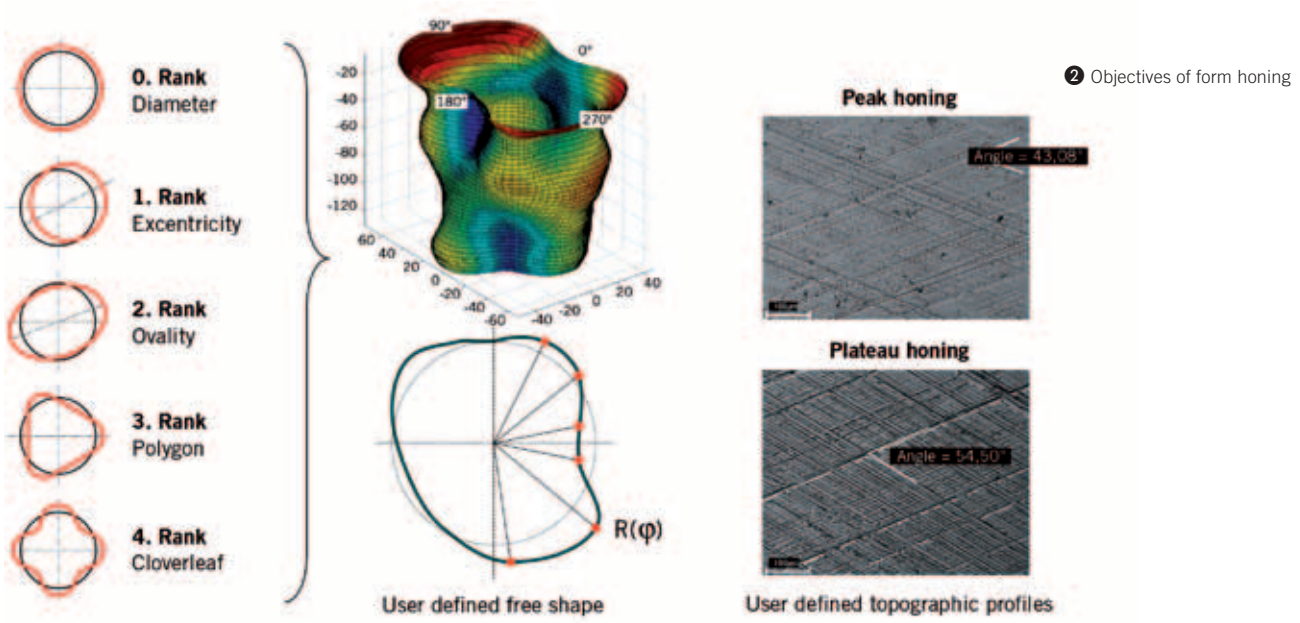 0. Rank
Diameter
1. Rank
Excentricity
2. Rank
Ovality
3. Rank
Polygon
4. Rank
Cloverleaf
90°
0°
180°
270°
-20
-40
-60
-80
-100
-120
60
40
20
0
-20
-40
-60
-40
-20
0
20
40
R(φ)
User defined free shape
Peak honing
Angle = 43,08°
Plateau honing
Angle = 54,50°
User defined topographic profiles
2 Objectives of form honing